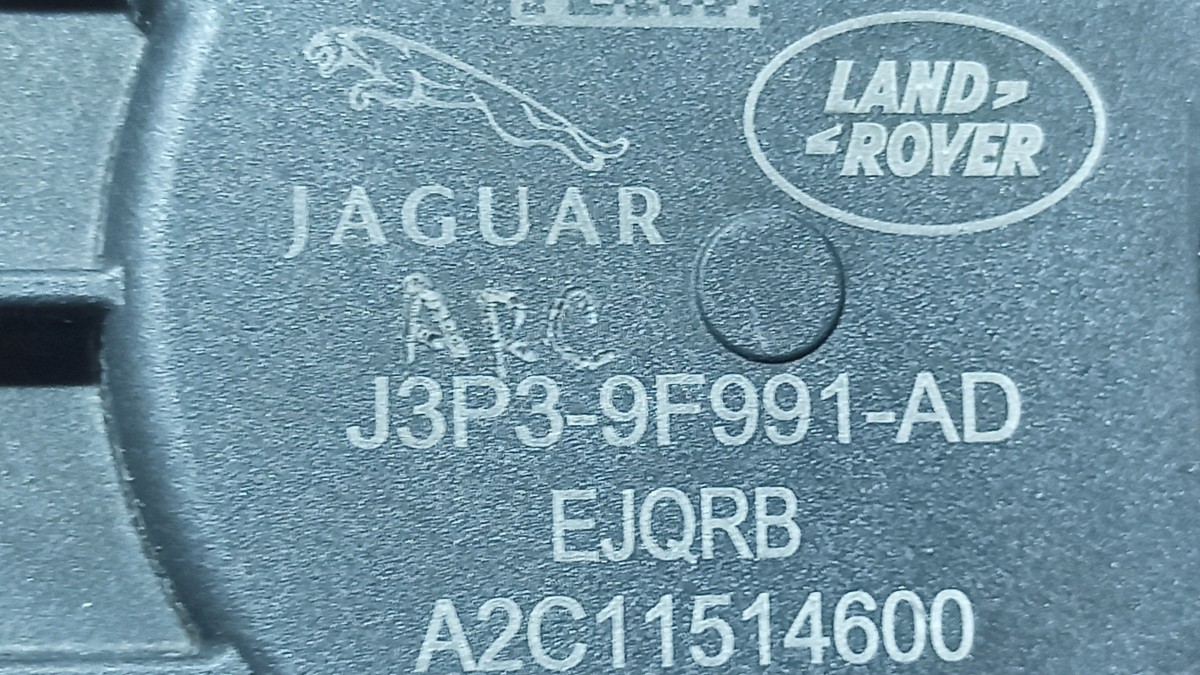 LAND
ROVER
JAGUAR
ARC
J3P3-9F991-AD
EJQRB
A2C11514600